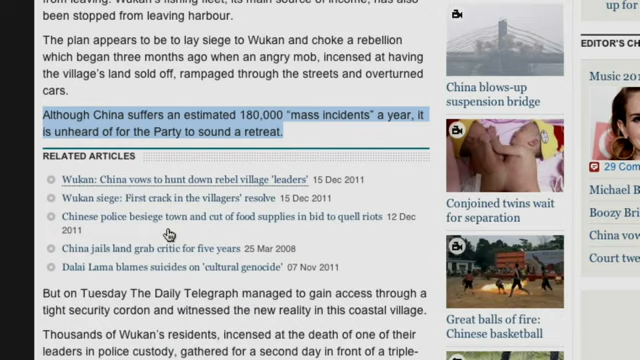 from leaving. Wukan's fishing fleet, its main source of income, has also
been stopped from leaving harbour.
The plan appears to be to lay siege to Wukan and choke a rebellion
which began three months ago when an angry mob, incensed at having
the village's land sold off, rampaged through the streets and overturned
cars.
Although China suffers an estimated 180,000 “mass incidents” a year, it
is unheard of for the Party to sound a retreat.
RELATED ARTICLES
Wukan: China vows to hunt down rebel village 'leaders' 15 Dec 2011
Wukan siege: First crack in the villagers' resolve 15 Dec 2011
Chinese police besiege town and cut of food supplies in bid to quell riots 12 Dec
2011
China jails land grab critic for five years 25 Mar 2008
Dalai Lama blames suicides on 'cultural genocide' 07 Nov 2011
But on Tuesday The Daily Telegraph managed to gain access through a
tight security cordon and witnessed the new reality in this coastal village.
Thousands of Wukan's residents, incensed at the death of one of their
leaders in police custody, gathered for a second day in front of a triple-
China blows-up
suspension bridge
Conjoined twins wait
for separation
Great balls of fire:
Chinese basketball
up for
EDITOR'S CH
Music 201
29 Com
Michael B
Boozy Bri
China vow
Court twe